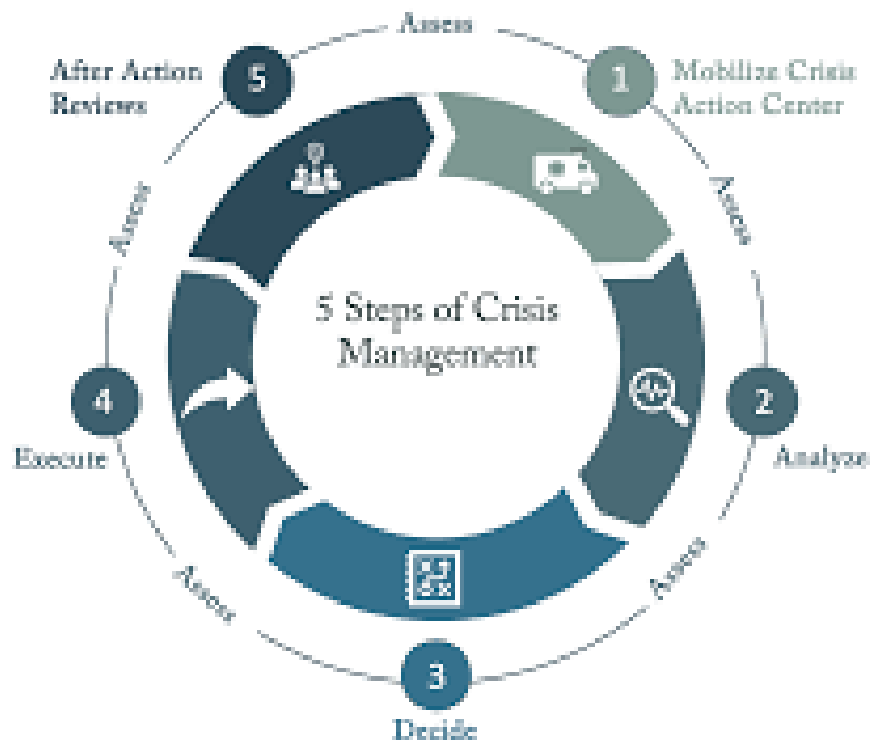 Assess
5
After Action
Reviews
1
Mobilize Crisis
Action Center
Assess
Assess
5 Steps of Crisis
Management
4
Execute
2
Analyze
Assess
Assess
3
Decide